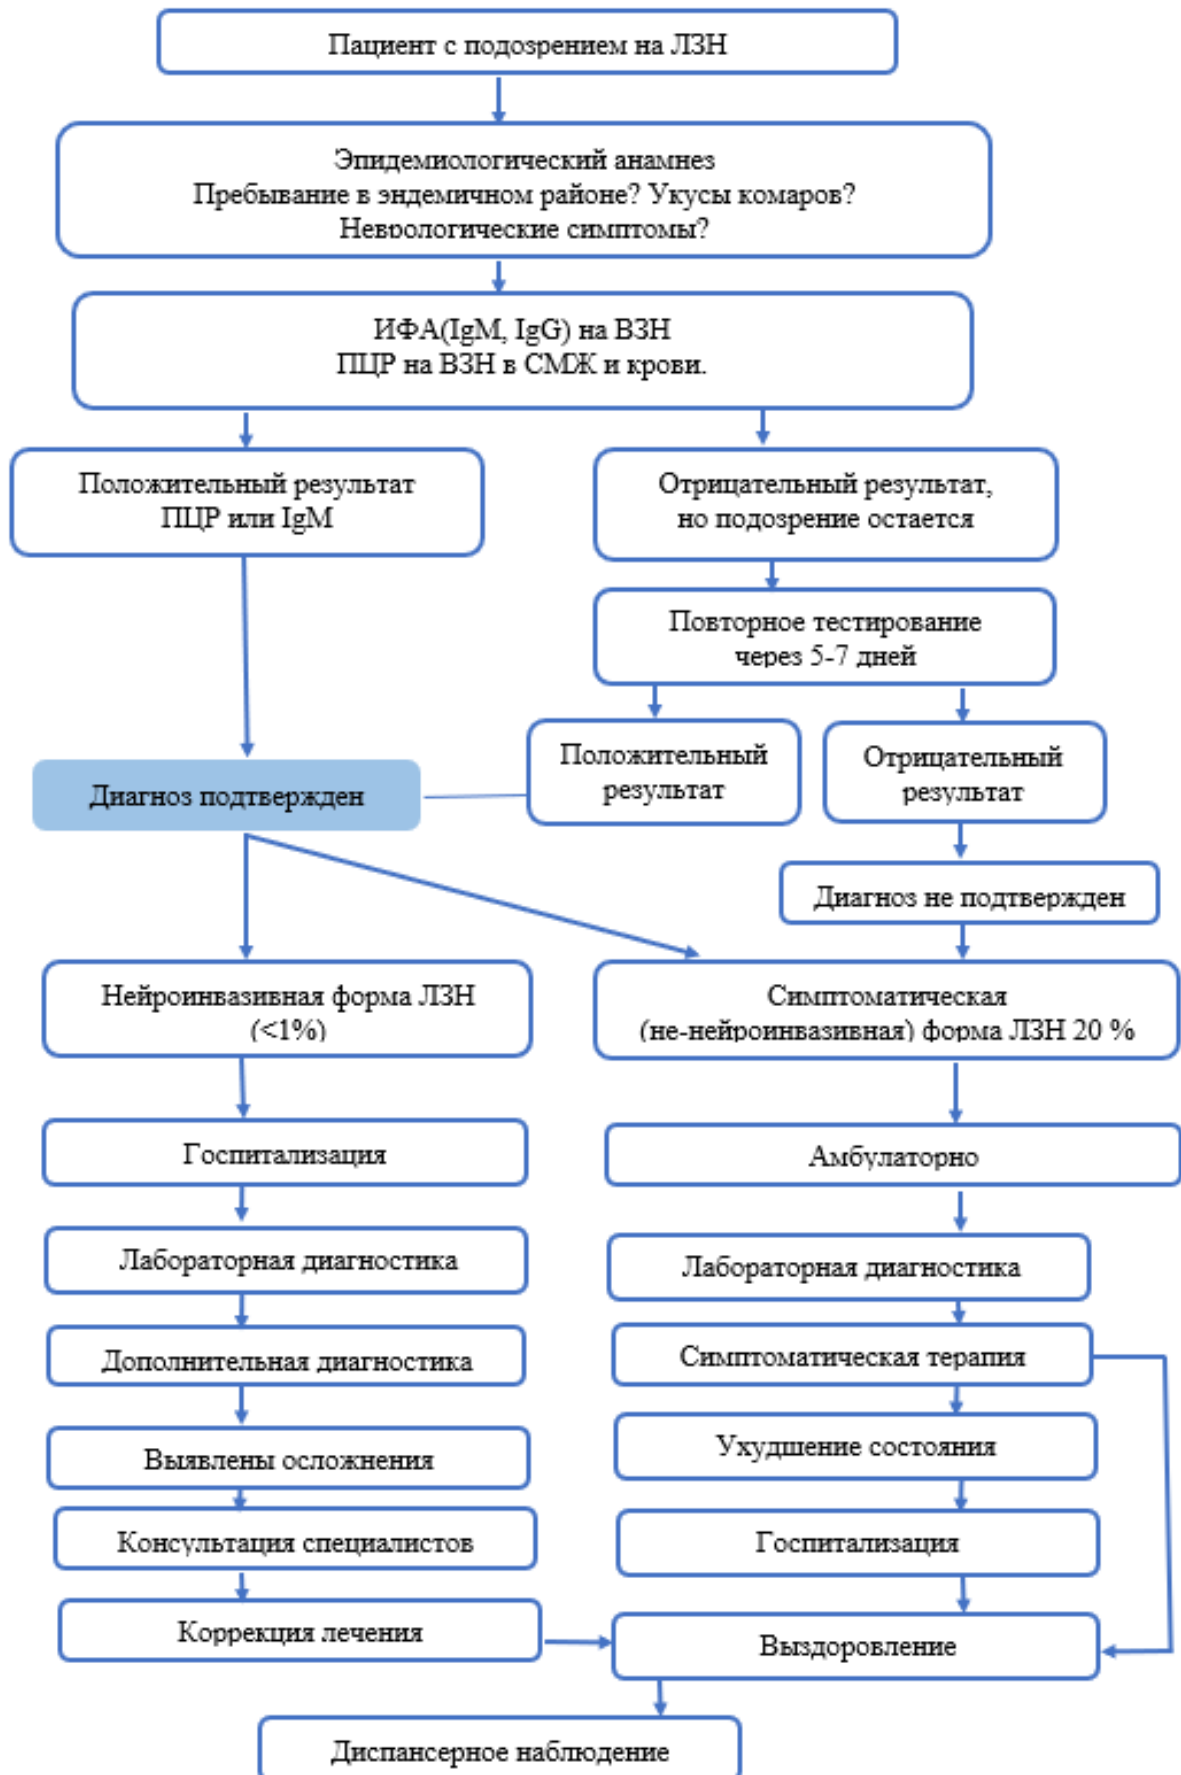 Пациент с подозрением на ЛЗН
Эпидемиологический анамнез
Пребывание в эндемичном районе? Укусы комаров?
Неврологические симптомы?
ИФА(IgM, IgG) на ВЗН
ПЦР на ВЗН в СМЖ и крови.
Положительный результат
ПЦР или IgM
Отрицательный результат,
но подозрение остается
Повторное тестирование
через 5-7 дней
Положительный
результат
Отрицательный
результат
Диагноз подтвержден
Диагноз не подтвержден
Нейроинвазивная форма ЛЗН
(<1%)
Симптоматическая
(не-нейроинвазивная) форма ЛЗН 20 %
Госпитализация
Амбулаторно
Лабораторная диагностика
Лабораторная диагностика
Дополнительная диагностика
Симптоматическая терапия
Выявлены осложнения
Ухудшение состояния
Консультация специалистов
Госпитализация
Коррекция лечения
Выздоровление
Диспансерное наблюдение